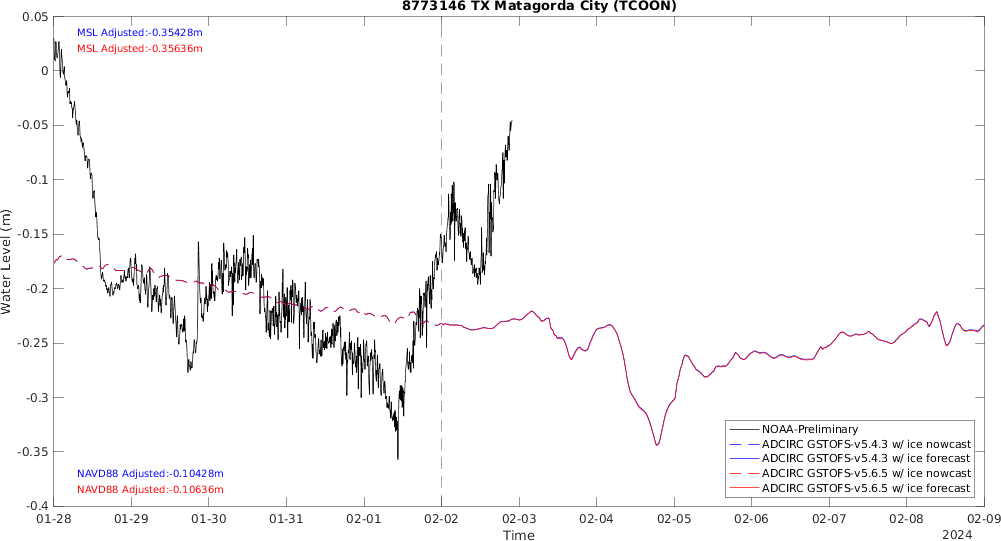 8773146 TX Matagorda City (TCOON)
MSL Adjusted:-0.35428m
MSL Adjusted:-0.35636m
Water Level (m)
0.05
0
-0.05
-0.1
-0.15
-0.2
-0.25
-0.3
-0.35
-0.4
NAVD88 Adjusted:-0.10428m
NAVD88 Adjusted:-0.10636m
NOAA-Preliminary
ADCIRC GSTOFS-v5.4.3 w/ ice nowcast
ADCIRC GSTOFS-v5.4.3 w/ ice forecast
ADCIRC GSTOFS-v5.6.5 w/ ice nowcast
ADCIRC GSTOFS-v5.6.5 w/ ice forecast
01-28 01-29 01-30 01-31 02-01 02-02 02-03 02-04 02-05 02-06 02-07 02-08 02-09
Time
2024